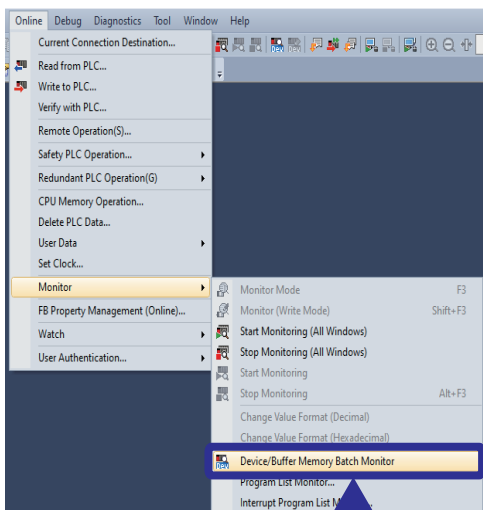 Online Debug Diagnostics Tool Window Help
Current Connection Destination...
Read from PLC...
Write to PLC...
Verify with PLC...
Remote Operation(S)...
Safety PLC Operation...
Redundant PLC Operation(G)
CPU Memory Operation...
Delete PLC Data...
User Data
Set Clock...
Monitor
FB Property Management (Online)...
Watch
User Authentication...
Monitor Mode F3
Monitor (Write Mode) Shift+F3
Start Monitoring (All Windows)
Stop Monitoring (All Windows)
Start Monitoring
Stop Monitoring Alt+F3
Change Value Format (Decimal)
Change Value Format (Hexadecimal)
Device/Buffer Memory Batch Monitor
Program List Monitor...
Interrupt Program List